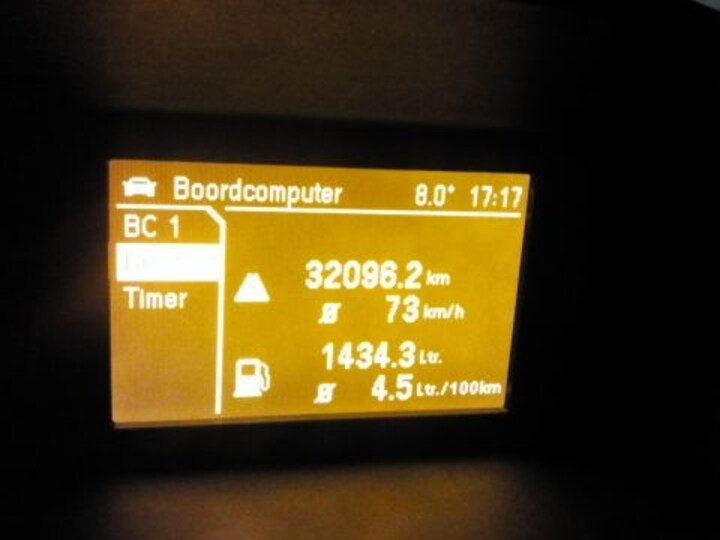 Boordcomputer 8.0° 17:17
BC 1
Timer
32096.2 km
Ø 73 km/h
1434.3 Ltr.
Ø 4.5 Ltr./100km